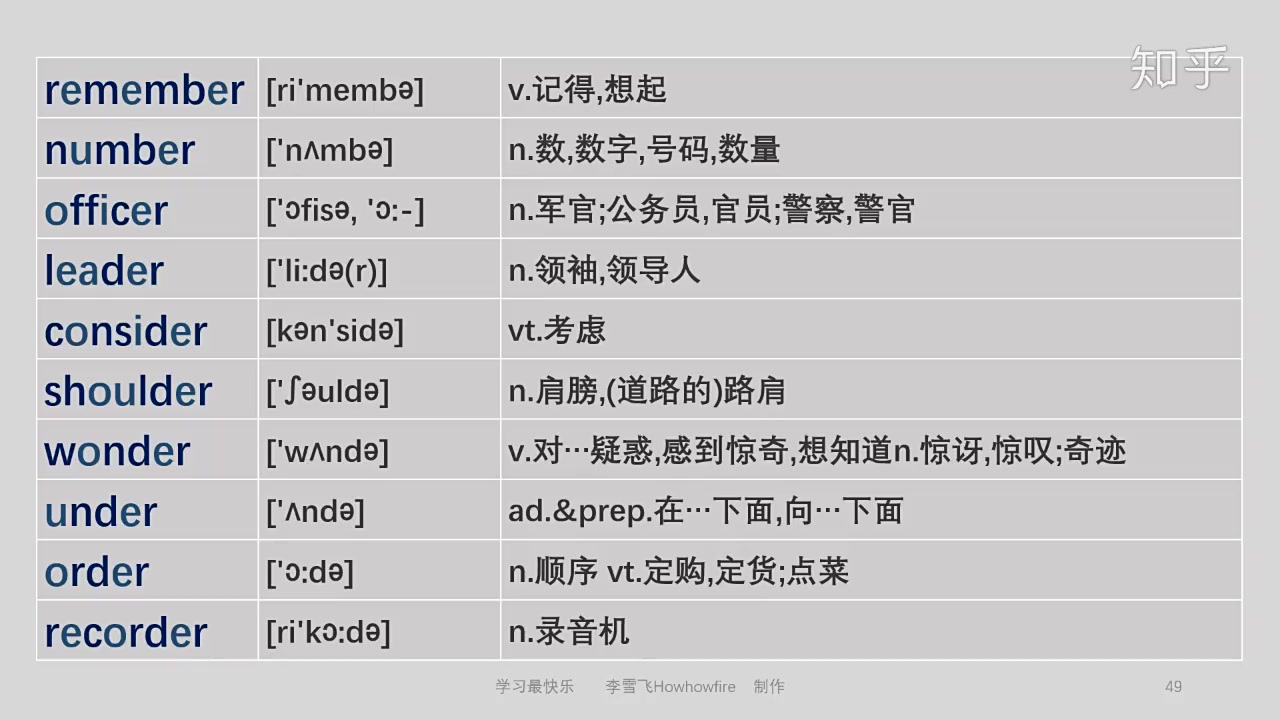 知乎
remember ['ri'membə] v.记得,想起
number ['nʌmbə] n.数,数字,号码,数量
officer ['ɔfisə, 'ɔ:-] n.军官;公务员,官员;警察,警官
leader ['li:də(r)] n.领袖,领导人
consider [kən'sidə] vt.考虑
shoulder ['ʃəuldə] n.肩膀,(道路的)路肩
wonder ['wʌndə] v.对…疑惑,感到惊奇,想知道n.惊讶,惊叹;奇迹
under ['ʌndə] ad.&prep.在…下面,向…下面
order ['ɔ:də] n.顺序 vt.定购,定货;点菜
recorder [ri'kɔ:də] n.录音机
学习最快乐 李雪飞Howhowfire 制作 49